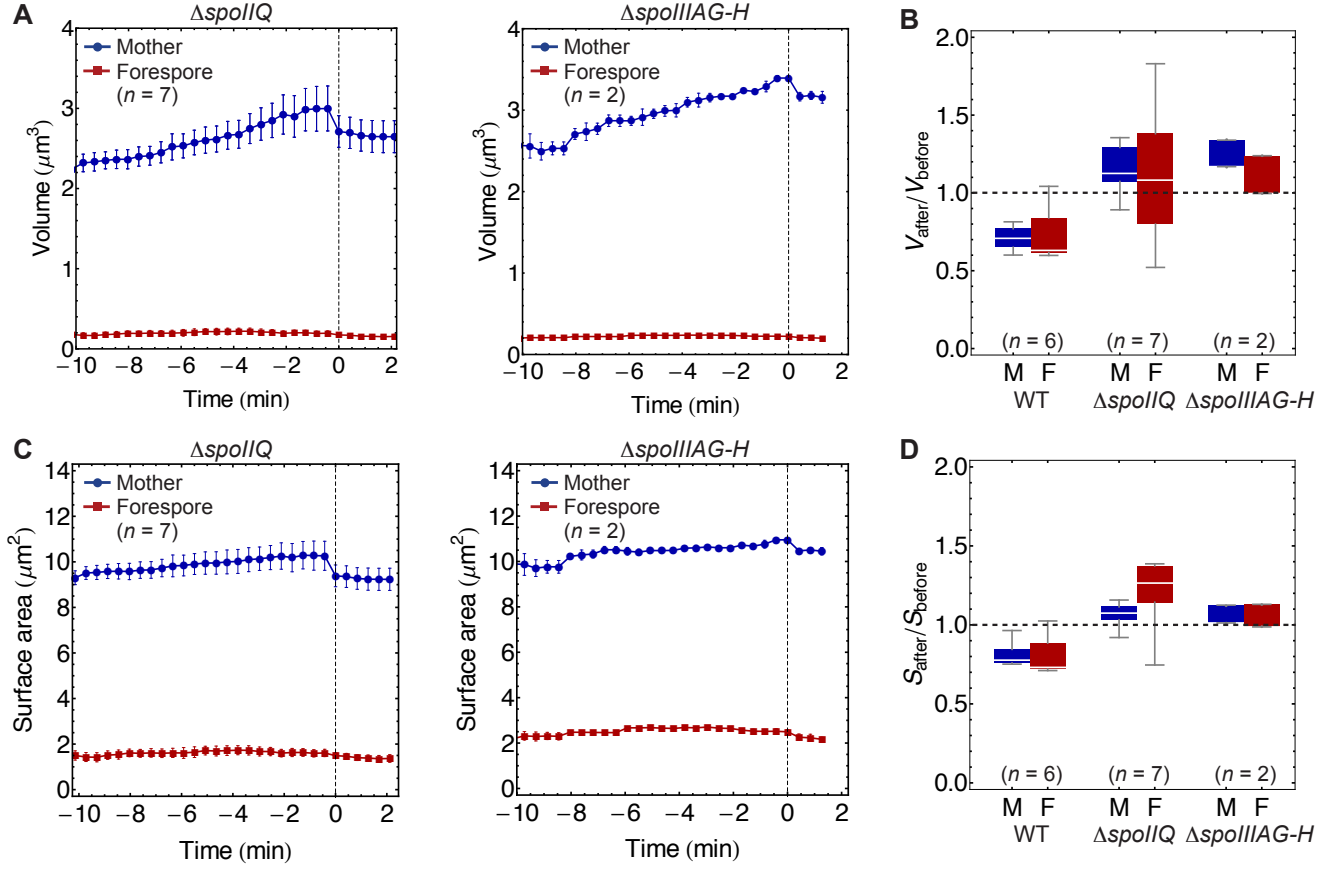 A
ΔspoIIQ
Mother
Forespore
(n = 7)
Volume (μm³)
4
3
2
1
0
−10 −8 −6 −4 −2 0 2
Time (min)
ΔspoIIIAG-H
Mother
Forespore
(n = 2)
Volume (μm³)
4
3
2
1
0
−10 −8 −6 −4 −2 0 2
Time (min)
B
Vafter/Vbefore
2.0
1.5
1.0
0.5
0.0
(n = 6) (n = 7) (n = 2)
M F M F M F
WT ΔspoIIQ ΔspoIIIAG-H
C
ΔspoIIQ
Mother
Forespore
(n = 7)
Surface area (μm²)
14
12
10
8
6
4
2
0
−10 −8 −6 −4 −2 0 2
Time (min)
ΔspoIIIAG-H
Mother
Forespore
(n = 2)
Surface area (μm²)
14
12
10
8
6
4
2
0
−10 −8 −6 −4 −2 0 2
Time (min)
D
Safter/Sbefore
2.0
1.5
1.0
0.5
0.0
(n = 6) (n = 7) (n = 2)
M F M F M F
WT ΔspoIIQ ΔspoIIIAG-H